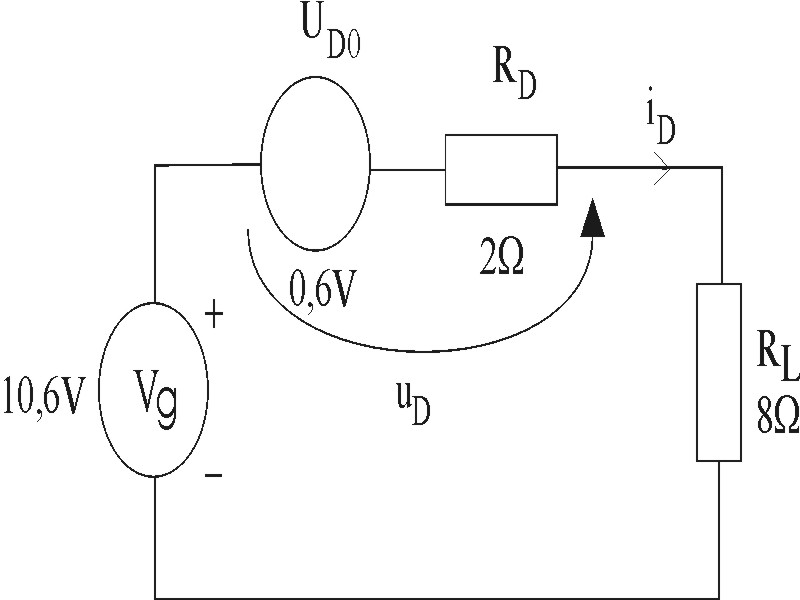 U_D0
R_D
i_D
2Ω
0,6V
+
10,6V
Vg
R_L
8Ω
u_D
−